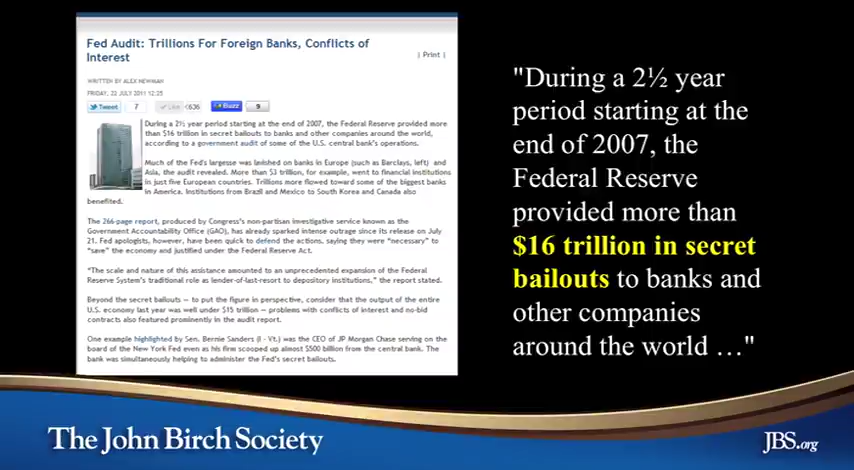 Fed Audit: Trillions For Foreign Banks, Conflicts of
Interest
| Print |
WRITTEN BY ALEX NEWMAN
FRIDAY, 22 JULY 2011 12:25
Tweet 7 Like 636 Buzz 9
During a 2½ year period starting at the end of 2007, the Federal Reserve provided more
than $16 trillion in secret bailouts to banks and other companies around the world,
according to a government audit of some of the U.S. central bank's operations.
Much of the Fed's largesse was lavished on banks in Europe (such as Barclays, left) and
Asia, the audit revealed. More than $3 trillion, for example, went to financial institutions
in just five European countries. Trillions more flowed toward some of the biggest banks
in America. Institutions from Brazil and Mexico to South Korea and Canada also
benefited.
The 266-page report, produced by Congress's non-partisan investigative service known as the
Government Accountability Office (GAO), has already sparked intense outrage since its release on July
21. Fed apologists, however, have been quick to defend the actions, saying they were "necessary" to
"save" the economy and justified under the Federal Reserve Act.
"The scale and nature of this assistance amounted to an unprecedented expansion of the Federal
Reserve System's traditional role as lender-of-last-resort to depository institutions," the report stated.
Beyond the secret bailouts — to put the figure in perspective, consider that the output of the entire
U.S. economy last year was well under $15 trillion — problems with conflicts of interest and no-bid
contracts also featured prominently in the audit report.
One example highlighted by Sen. Bernie Sanders (I - Vt.) was the CEO of JP Morgan Chase serving on the
board of the New York Fed even as his firm scooped up almost $500 billion from the central bank. The
bank was simultaneously helping to administer the Fed's secret bailouts.
"During a 2½ year
period starting at the
end of 2007, the
Federal Reserve
provided more than
$16 trillion in secret
bailouts to banks and
other companies
around the world …"
The John Birch Society
JBS.org